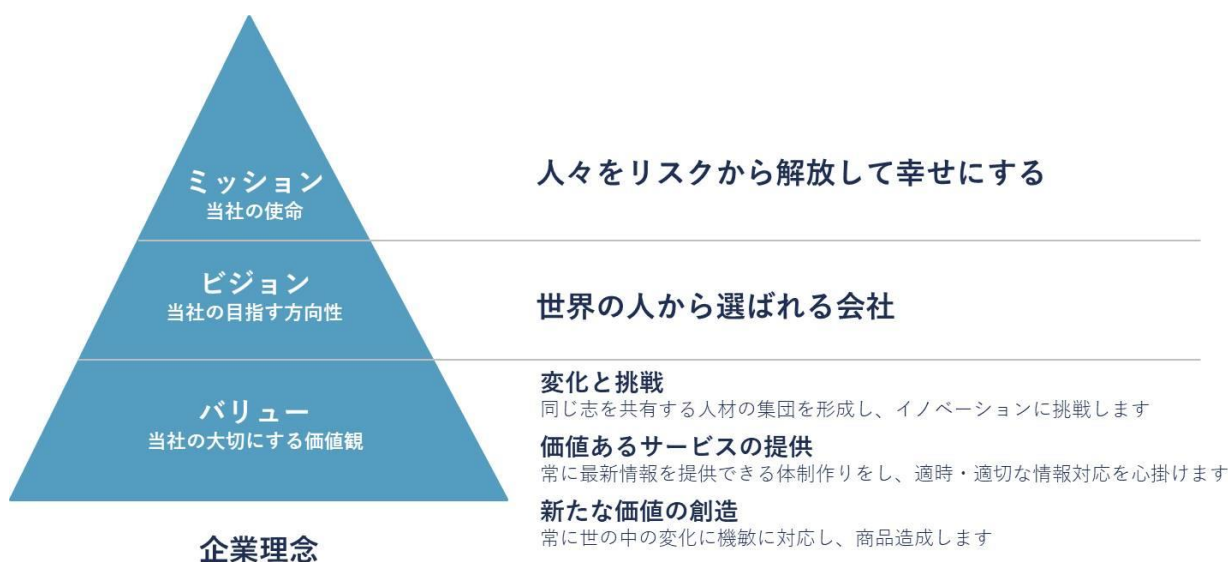 ミッション
当社の使命
人々をリスクから解放して幸せにする
ビジョン
当社の目指す方向性
世界の人から選ばれる会社
バリュー
当社の大切にする価値観
変化と挑戦
同じ志を共有する人材の集団を形成し、イノベーションに挑戦します
価値あるサービスの提供
常に最新情報を提供できる体制作りをし、適時・適切な情報対応を心掛けます
新たな価値の創造
常に世の中の変化に機敏に対応し、商品造成します
企業理念